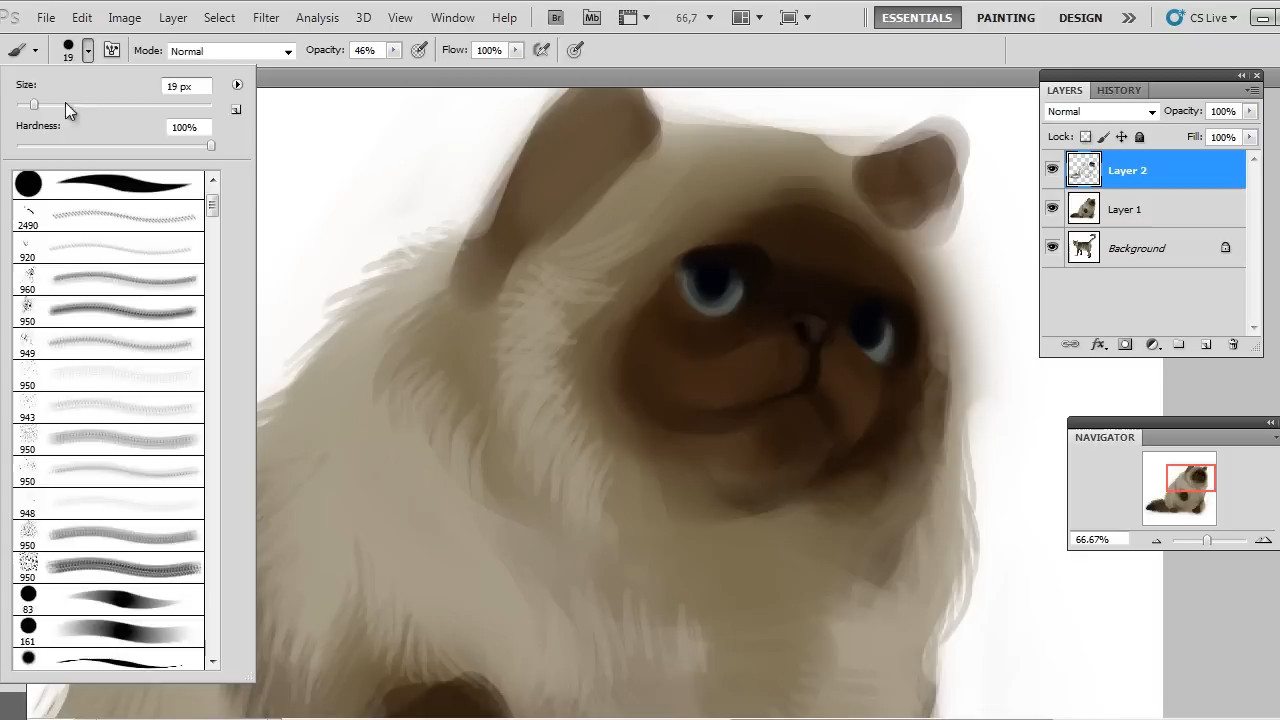 Ps File Edit Image Layer Select Filter Analysis 3D View Window Help Br Mb 66,7 ESSENTIALS PAINTING DESIGN CS Live
19 Mode: Normal Opacity: 46% Flow: 100%
Size: 19 px
Hardness: 100%
2490
920
960
950
949
950
943
950
950
948
950
950
83
161
LAYERS HISTORY
Normal Opacity: 100%
Lock: Fill: 100%
Layer 2
Layer 1
Background
fx
NAVIGATOR
66.67%